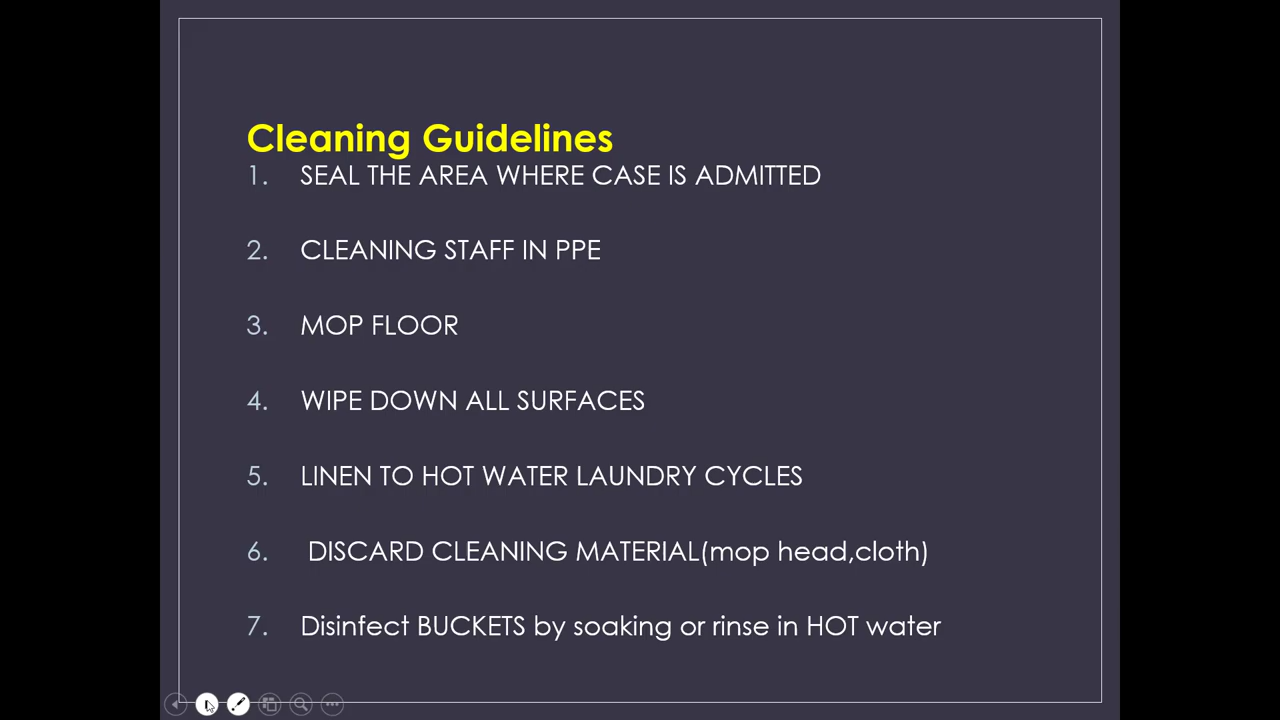 Cleaning Guidelines
1. SEAL THE AREA WHERE CASE IS ADMITTED
2. CLEANING STAFF IN PPE
3. MOP FLOOR
4. WIPE DOWN ALL SURFACES
5. LINEN TO HOT WATER LAUNDRY CYCLES
6. DISCARD CLEANING MATERIAL(mop head,cloth)
7. Disinfect BUCKETS by soaking or rinse in HOT water